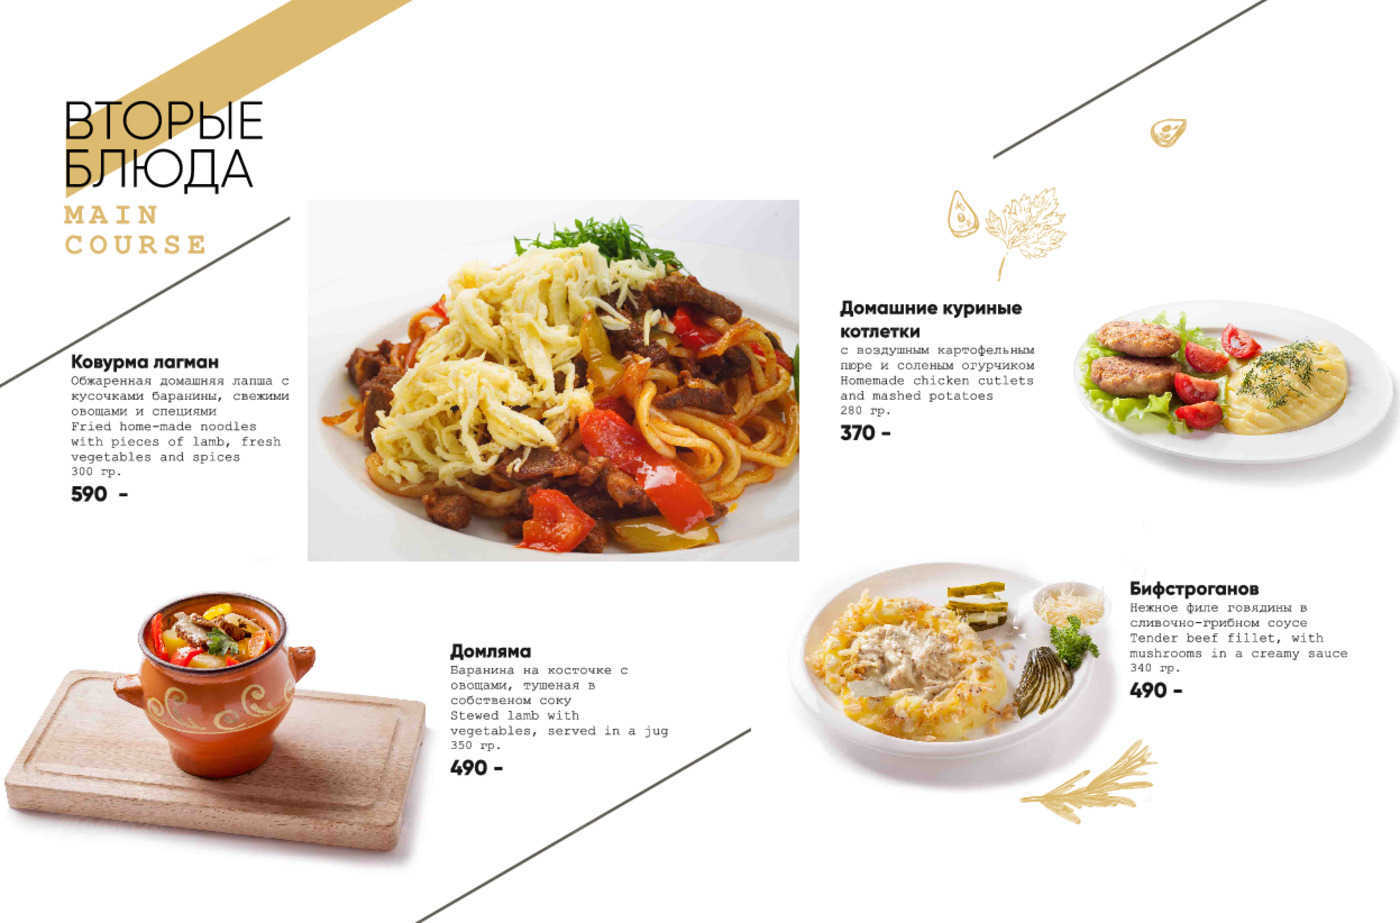 ВТОРЫЕ
БЛЮДА
MAIN
COURSE
Ковурма лагман
Обжаренная домашняя лапша с
кусочками баранины, свежими
овощами и специями
Fried home-made noodles
with pieces of lamb, fresh
vegetables and spices
300 гр.
590 -
Домляма
Баранина на косточке с
овощами, тушеная в
собственом соку
Stewed lamb with
vegetables, served in a jug
350 гр.
490 -
Домашние куриные
котлетки
с воздушным картофельным
пюре и соленым огурчиком
Homemade chicken cutlets
and mashed potatoes
280 гр.
370 -
Бифстроганов
Нежное филе говядины в
сливочно-грибном соусе
Tender beef fillet, with
mushrooms in a creamy sauce
340 гр.
490 -